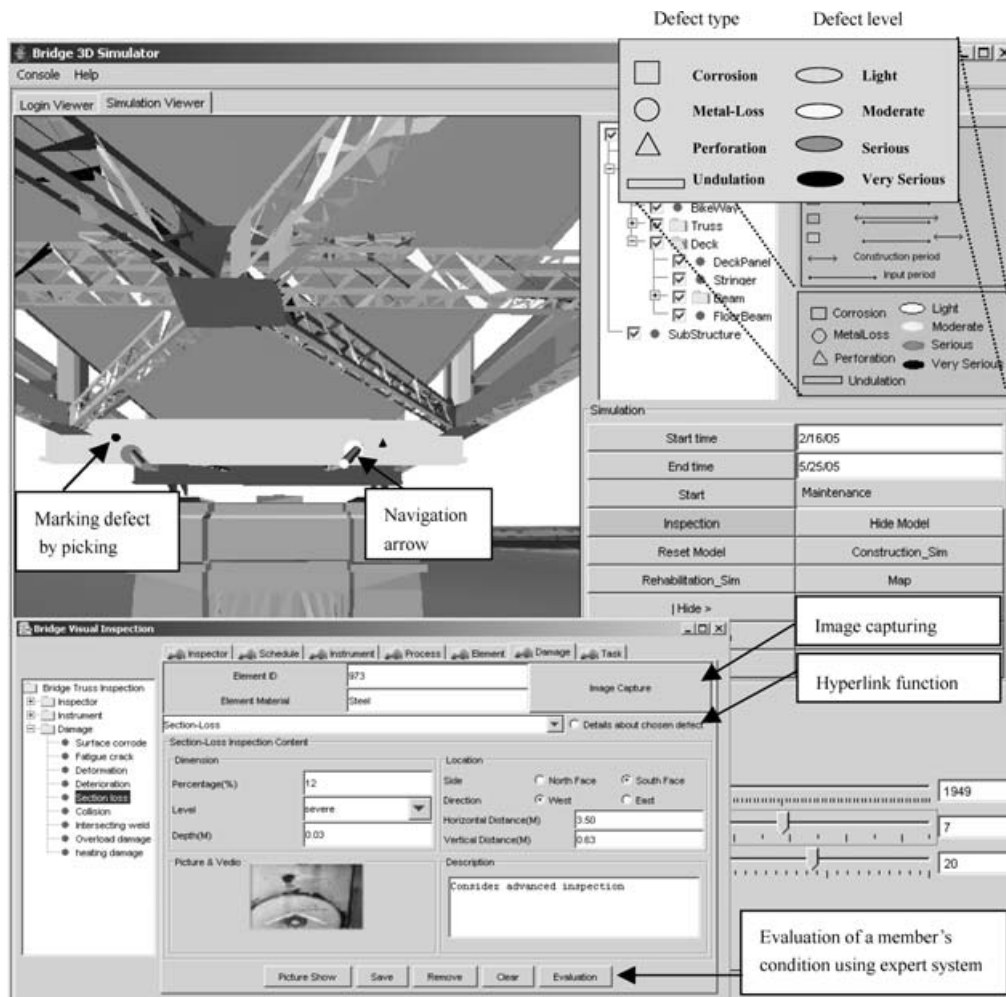 Defect type Defect level
Bridge 3D Simulator
Console Help
Login Viewer Simulation Viewer
Corrosion Light
Metal-Loss Moderate
Perforation Serious
Undulation Very Serious
BikeWay
Truss
Deck
DeckPanel
Stringer
Beam
FloorBeam
SubStructure
Construction period
Input period
Corrosion Light
MetalLoss Moderate
Perforation Serious
Undulation Very Serious
Simulation
Start time 2/16/05
End time 5/25/05
Start Maintenance
Inspection Hide Model
Reset Model Construction_Sim
Rehabilitation_Sim Map
| Hide >
Marking defect
by picking
Navigation
arrow
Image capturing
Hyperlink function
1949
7
20
Bridge Visual Inspection
Inspector Schedule Instrument Process Element Damage Task
Bridge Truss Inspection
Inspector
Instrument
Damage
Surface corrode
Fatigue crack
Deformation
Deterioration
Section loss
Collision
Intersecting weld
Overload damage
heating damage
Element ID 973
Element Material Steel
Image Capture
Section-Loss Details about chosen defect
Section-Loss Inspection Content
Dimension
Percentage(%) 12
Level severe
Depth(M) 0.03
Location
Side North Face South Face
Direction West East
Horizontal Distance(M) 3.50
Vertical Distance(M) 0.63
Picture & Vedio
Description
Consider advanced inspection
Picture Show Save Remove Clear Evaluation
Evaluation of a member's
condition using expert system